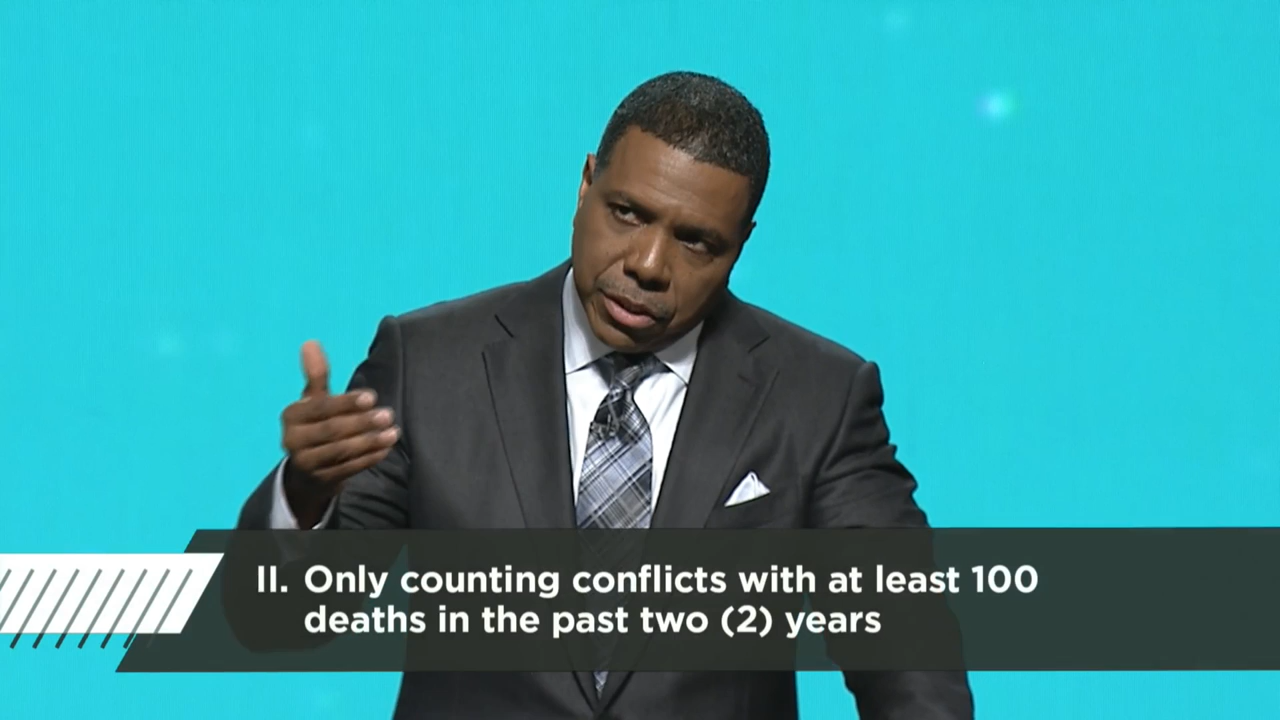 II. Only counting conflicts with at least 100
deaths in the past two (2) years